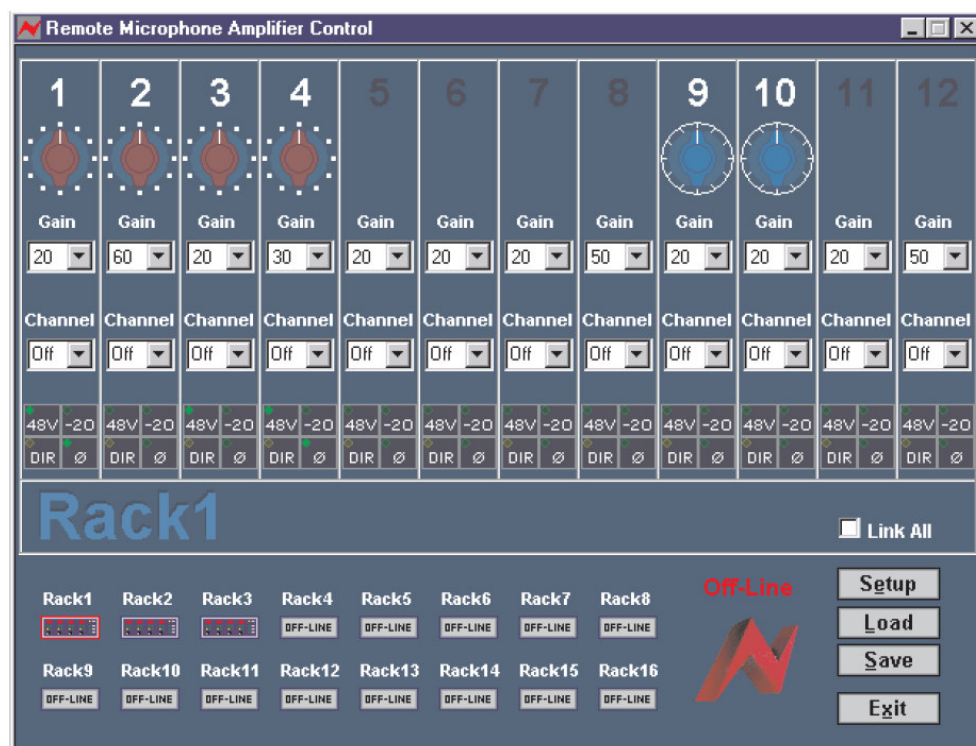 Remote Microphone Amplifier Control
1 2 3 4 5 6 7 8 9 10 11 12
Gain Gain Gain Gain Gain Gain Gain Gain Gain Gain Gain Gain
20 60 20 30 20 20 20 50 20 20 20 50
Channel Channel Channel Channel Channel Channel Channel Channel Channel Channel Channel Channel
Off Off Off Off Off Off Off Off Off Off Off Off
48V -20 48V -20 48V -20 48V -20 48V -20 48V -20 48V -20 48V -20 48V -20 48V -20 48V -20 48V -20
DIR Ø DIR Ø DIR Ø DIR Ø DIR Ø DIR Ø DIR Ø DIR Ø DIR Ø DIR Ø DIR Ø DIR Ø
Rack1
Link All
Rack1 Rack2 Rack3 Rack4 Rack5 Rack6 Rack7 Rack8
OFF-LINE OFF-LINE OFF-LINE OFF-LINE OFF-LINE
Rack9 Rack10 Rack11 Rack12 Rack13 Rack14 Rack15 Rack16
OFF-LINE OFF-LINE OFF-LINE OFF-LINE OFF-LINE OFF-LINE OFF-LINE OFF-LINE
Off-Line
Setup
Load
Save
Exit